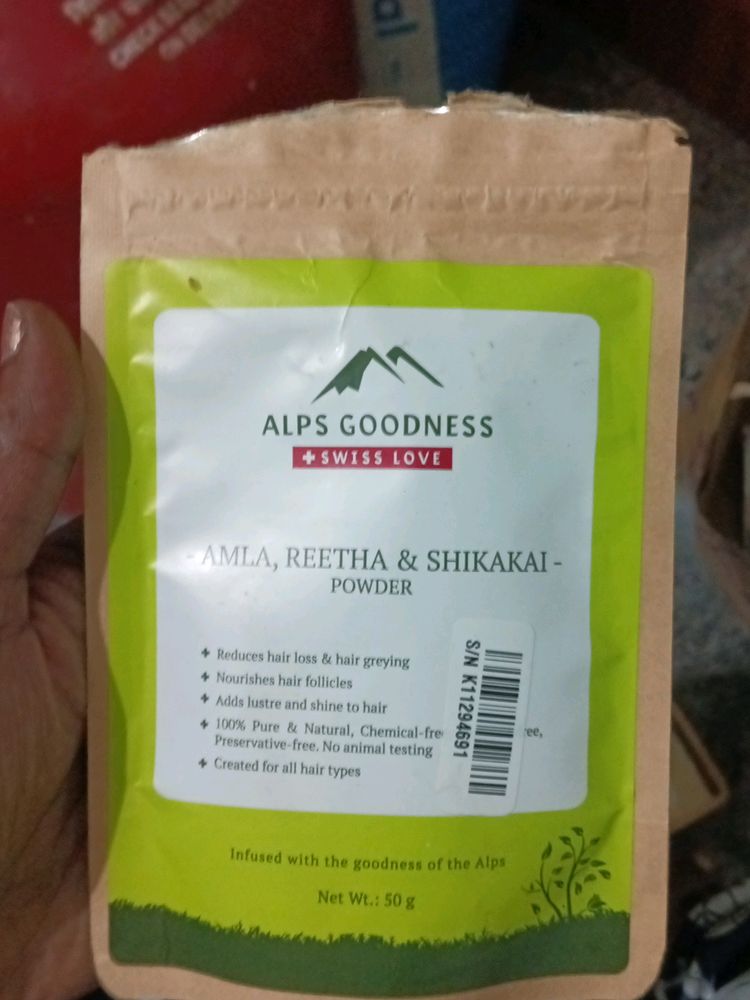 ALPS GOODNESS
+ SWISS LOVE
- AMLA, REETHA & SHIKAKAI -
POWDER
+ Reduces hair loss & hair greying
+ Nourishes hair follicles
+ Adds lustre and shine to hair
+ 100% Pure & Natural, Chemical-fre ree,
Preservative-free. No animal testing
+ Created for all hair types
S/N K11294691
Infused with the goodness of the Alps
Net Wt.: 50 g